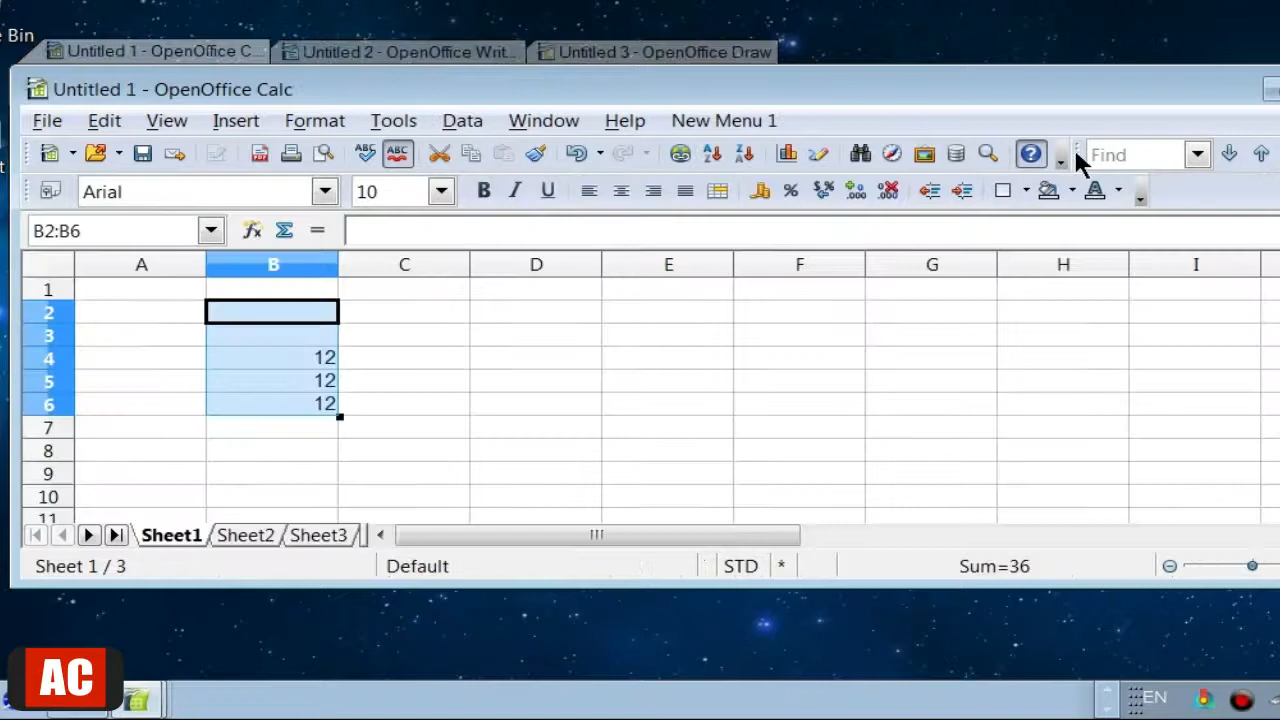 e Bin
Untitled 1 - OpenOffice C... Untitled 2 - OpenOffice Writ... Untitled 3 - OpenOffice Draw
Untitled 1 - OpenOffice Calc
File Edit View Insert Format Tools Data Window Help New Menu 1
ABC ABC Find
t
Arial 10 B I U
B2:B6
A B C D E F G H I
1
2
3
4 12
5 12
6 12
7
8
9
10
11
Sheet1 Sheet2 Sheet3
Sheet 1 / 3 Default STD * Sum=36
AC
EN